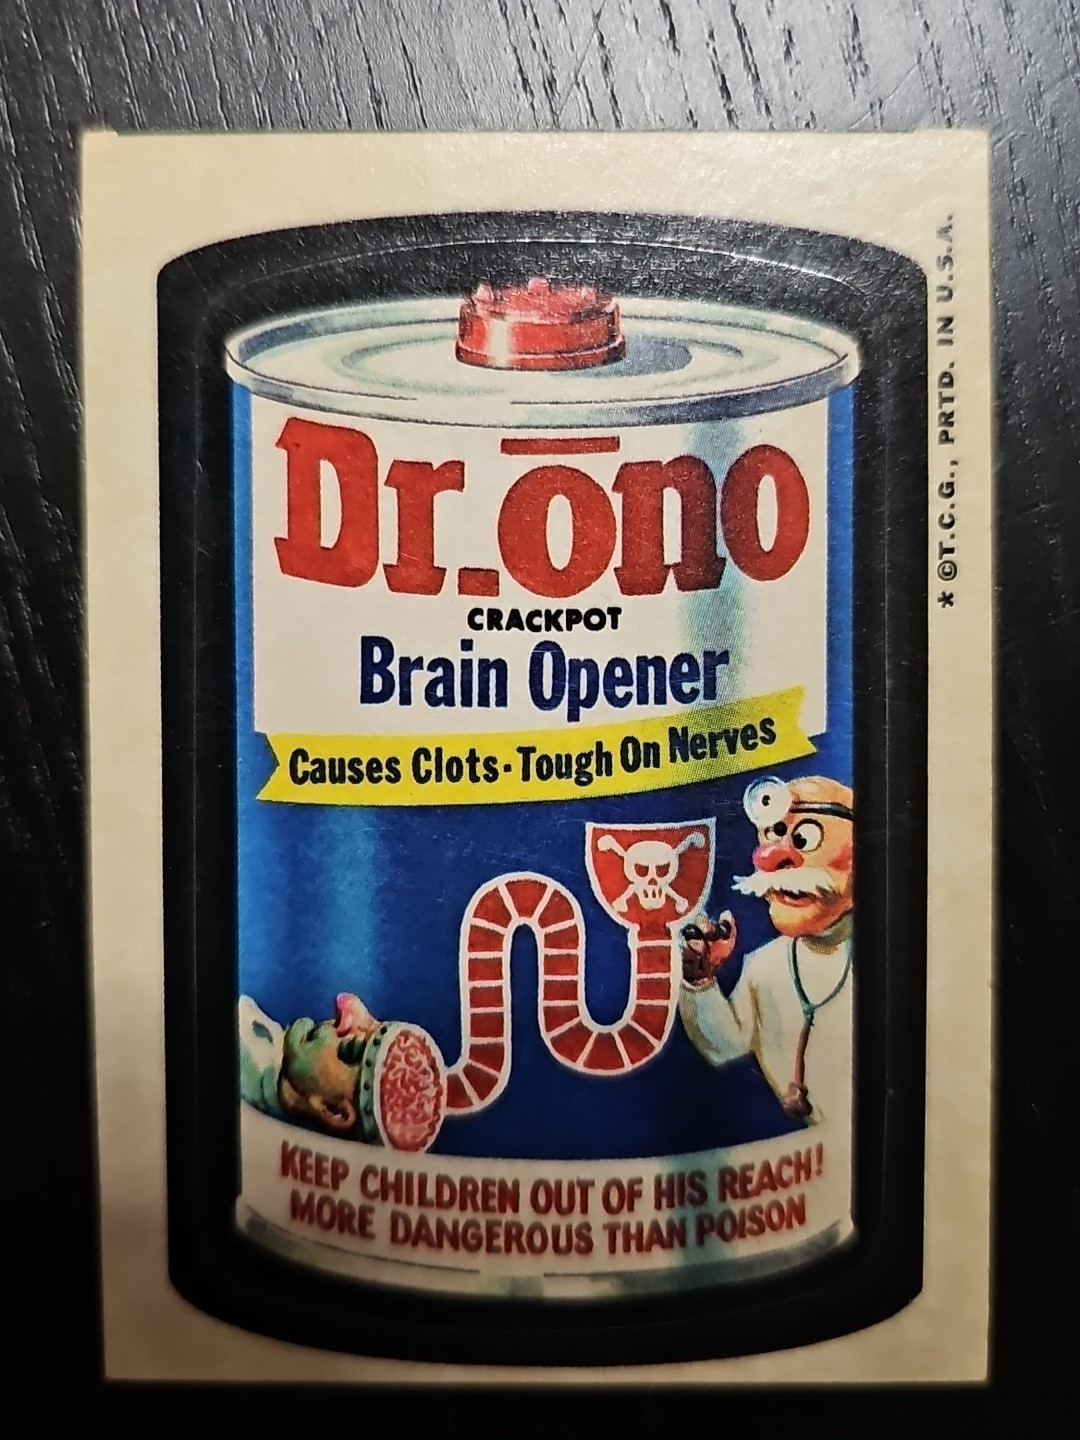 Dr.ōno
CRACKPOT
Brain Opener
Causes Clots·Tough On Nerves
KEEP CHILDREN OUT OF HIS REACH!
MORE DANGEROUS THAN POISON
* ©T.C.G., PRTD. IN U.S.A.